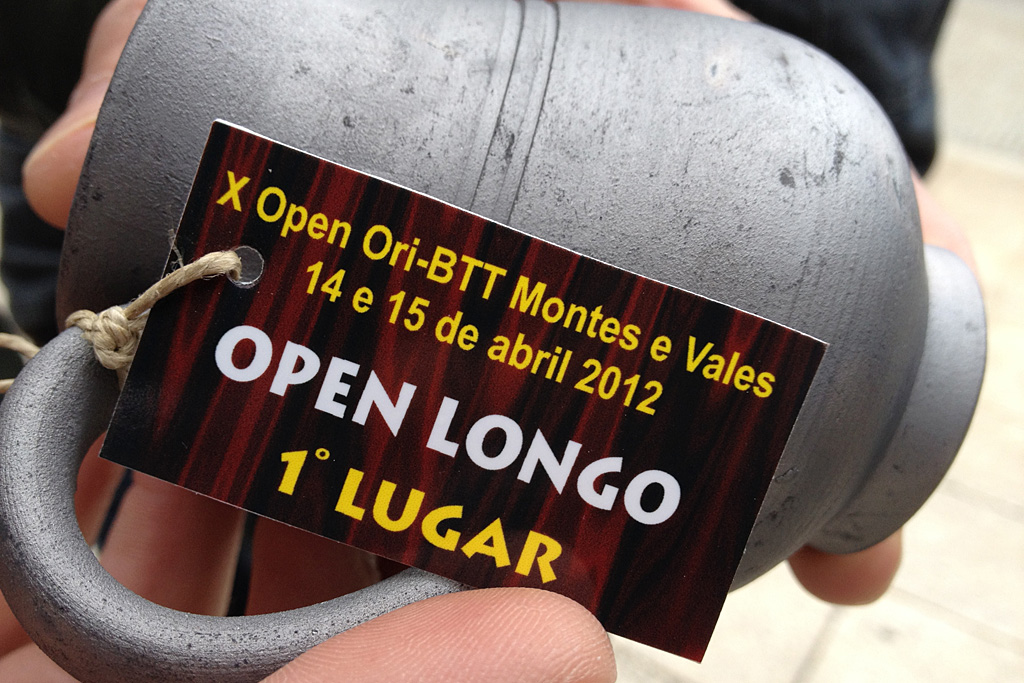 X Open Ori-BTT Montes e Vales
14 e 15 de abril 2012
OPEN LONGO
1° LUGAR